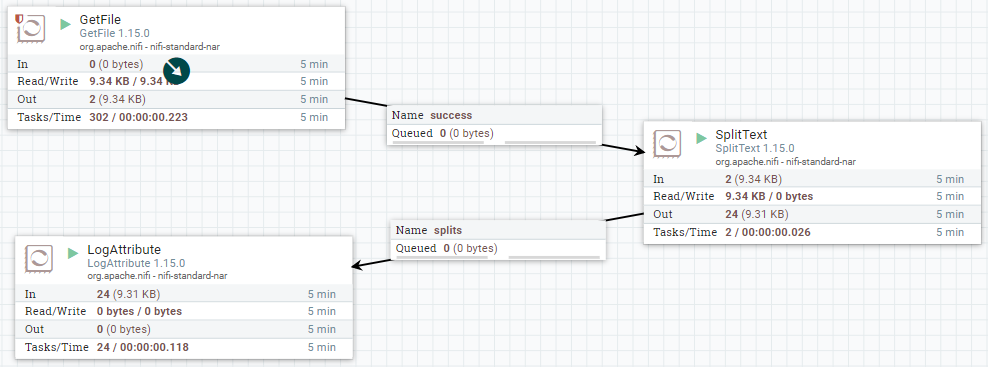 GetFile
GetFile 1.15.0
org.apache.nifi - nifi-standard-nar
In 0 (0 bytes) 5 min
Read/Write 9.34 KB / 9.34 5 min
Out 2 (9.34 KB) 5 min
Tasks/Time 302 / 00:00:00.223 5 min
Name success
Queued 0 (0 bytes)
SplitText
SplitText 1.15.0
org.apache.nifi - nifi-standard-nar
In 2 (9.34 KB) 5 min
Read/Write 9.34 KB / 0 bytes 5 min
Out 24 (9.31 KB) 5 min
Tasks/Time 2 / 00:00:00.026 5 min
Name splits
Queued 0 (0 bytes)
LogAttribute
LogAttribute 1.15.0
org.apache.nifi - nifi-standard-nar
In 24 (9.31 KB) 5 min
Read/Write 0 bytes / 0 bytes 5 min
Out 0 (0 bytes) 5 min
Tasks/Time 24 / 00:00:00.118 5 min